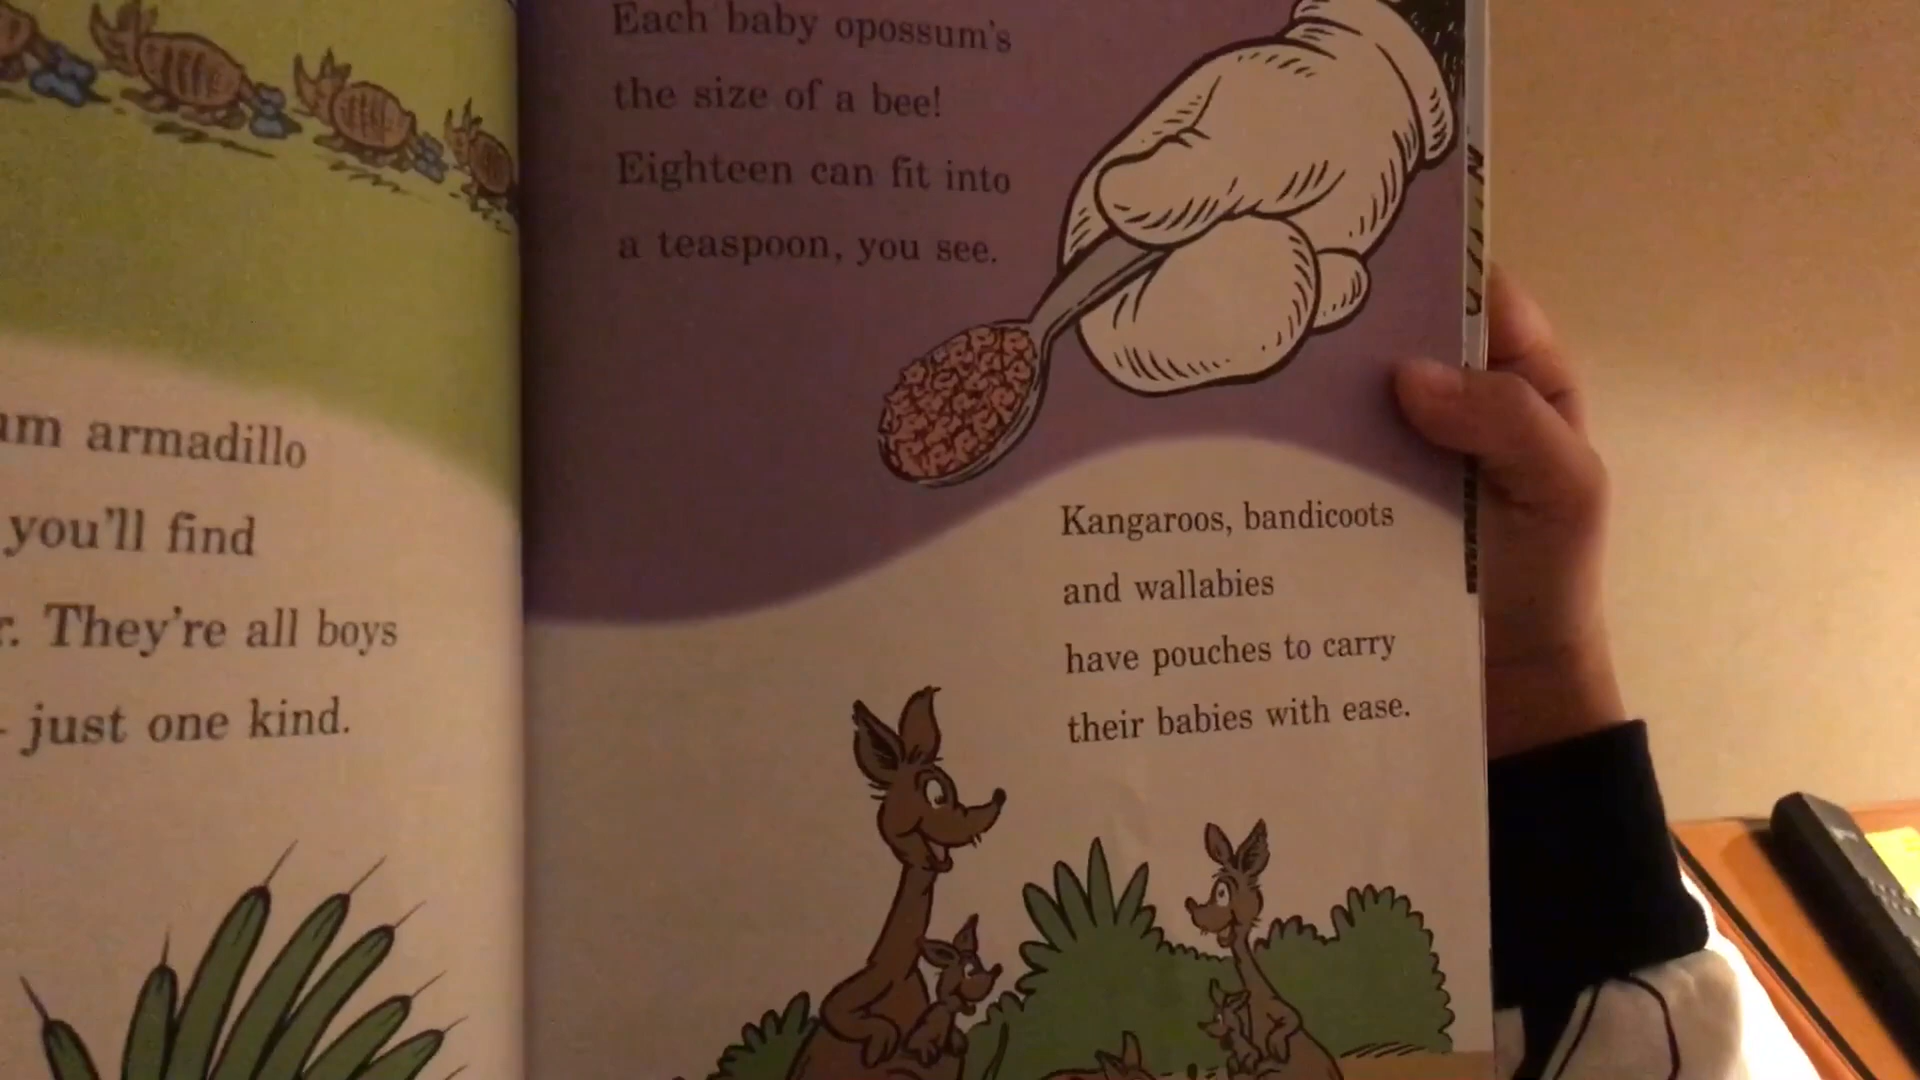 um armadillo
you'll find
r. They're all boys
- just one kind.
Each baby opossum's
the size of a bee!
Eighteen can fit into
a teaspoon, you see.
Kangaroos, bandicoots
and wallabies
have pouches to carry
their babies with ease.